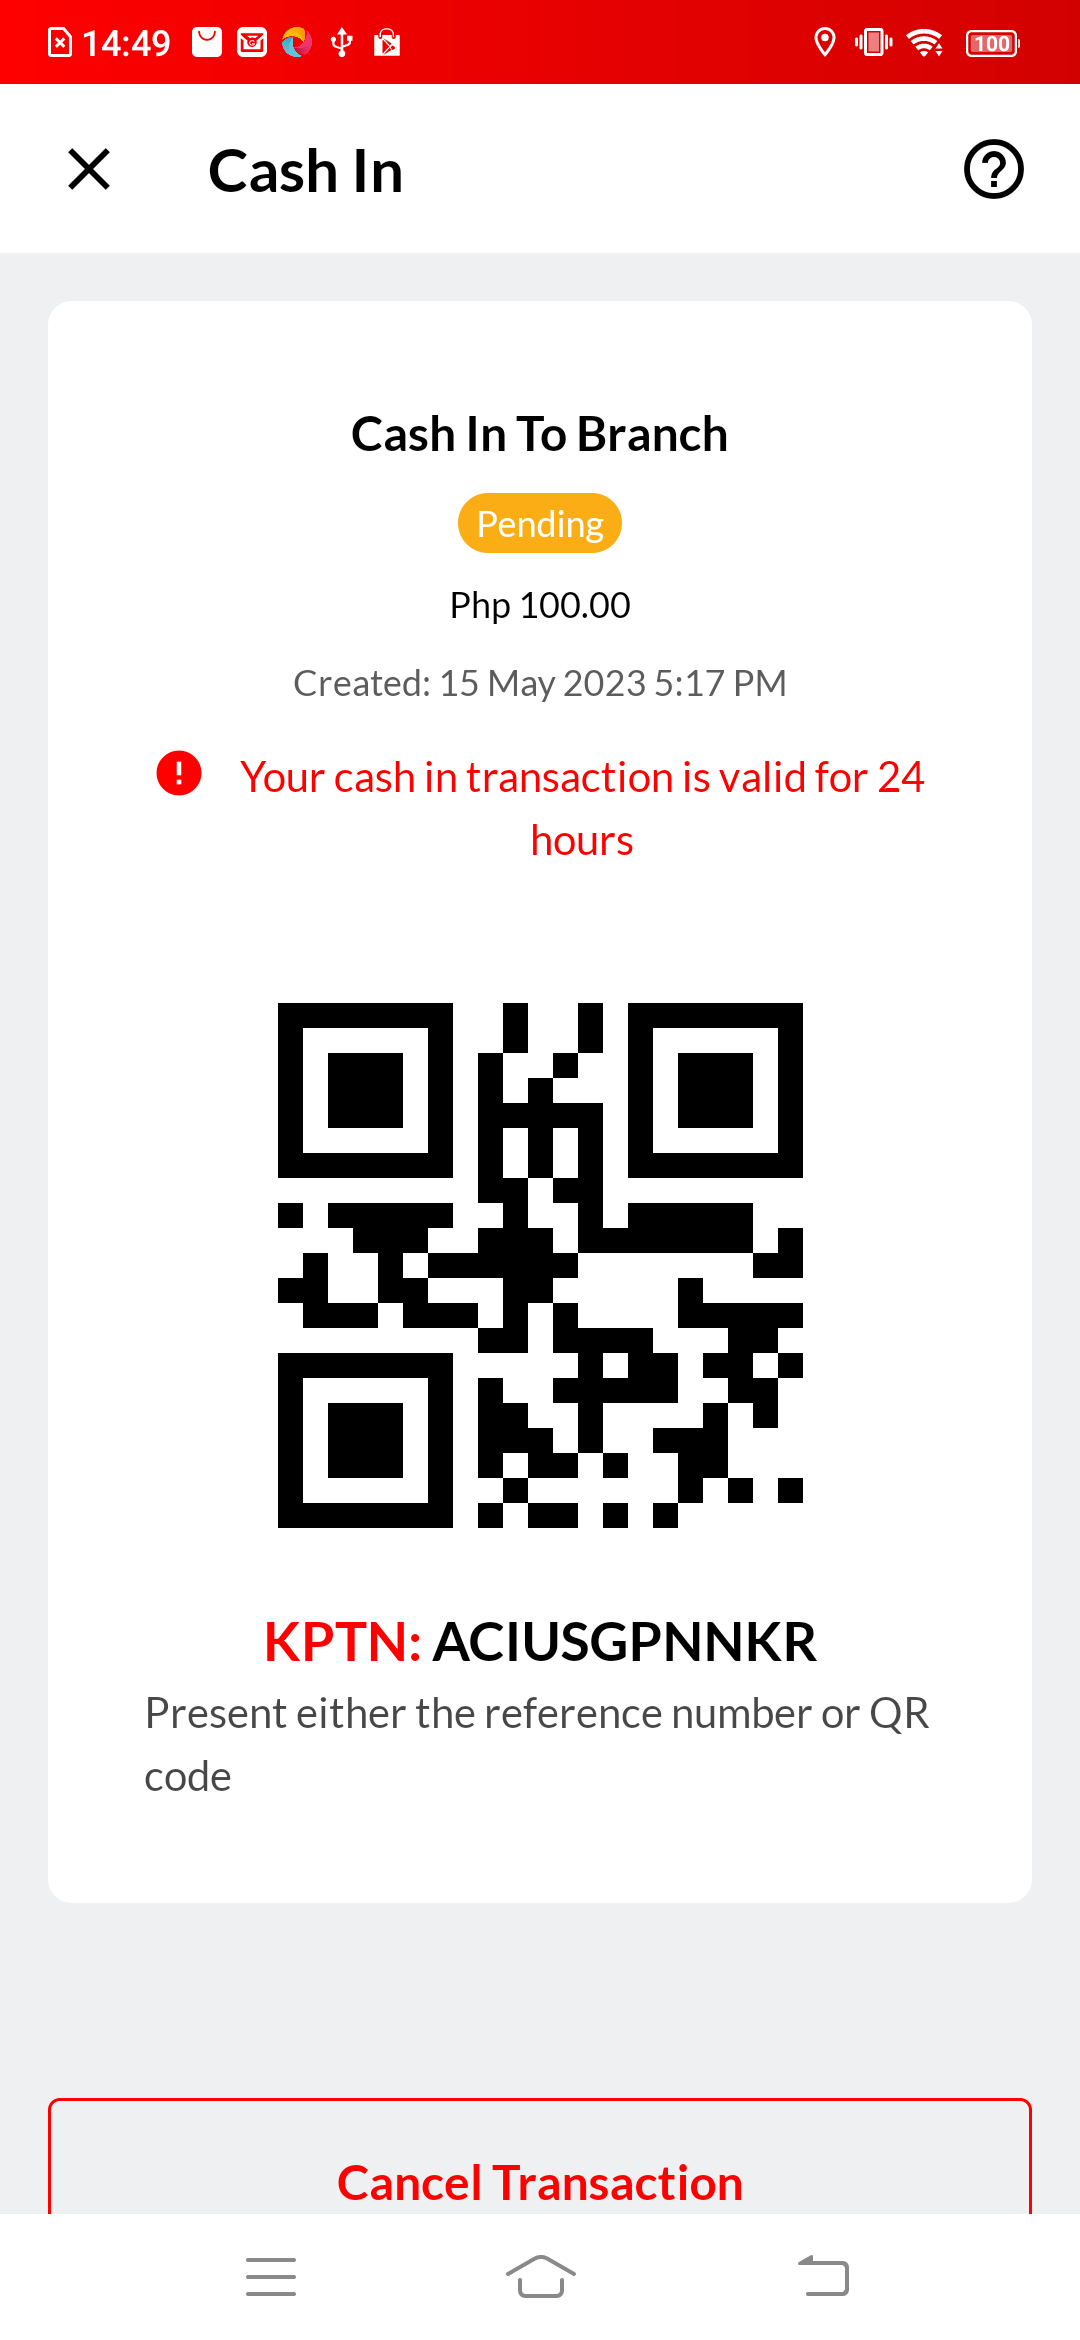 14:49
100
Cash In
Cash In To Branch
Pending
Php 100.00
Created: 15 May 2023 5:17 PM
Your cash in transaction is valid for 24
hours
KPTN: ACIUSGPNNKR
Present either the reference number or QR
code
Cancel Transaction